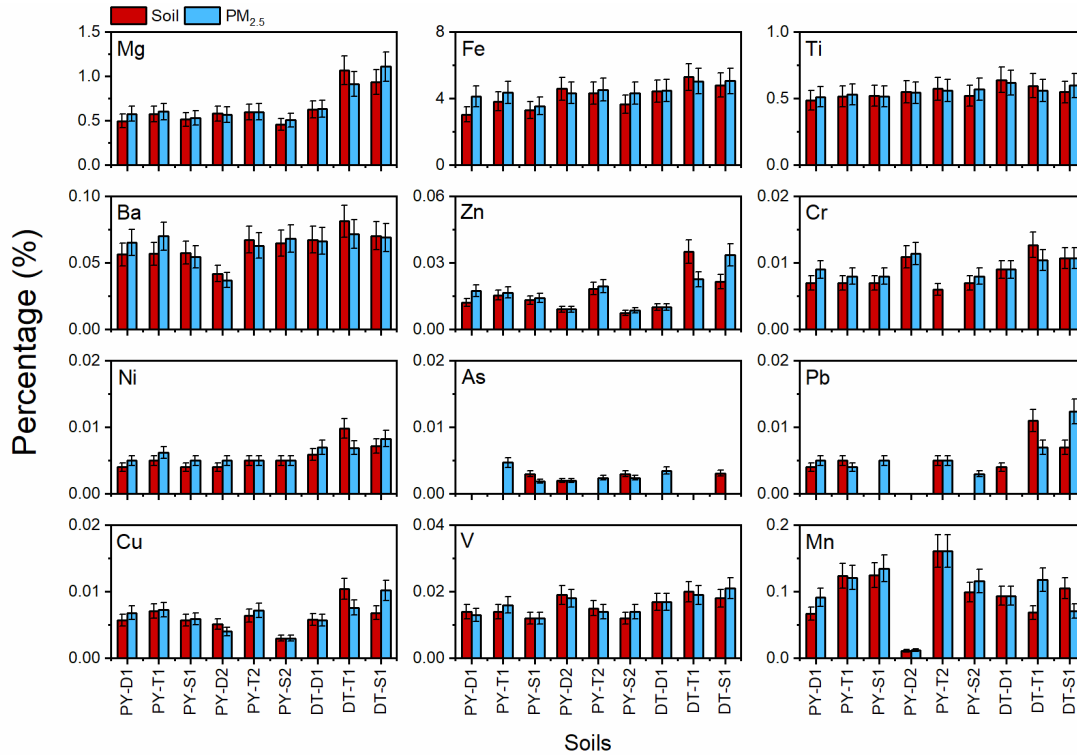 Soil PM2.5
Mg
1.5
1.0
0.5
0.0
Fe
8
4
0
Ti
1.0
0.5
0.0
Ba
0.10
0.05
0.00
Zn
0.06
0.03
0.00
Cr
0.02
0.01
0.00
Ni
0.02
0.01
0.00
As
0.02
0.01
0.00
Pb
0.02
0.01
0.00
Cu
0.02
0.01
0.00
V
0.04
0.02
0.00
Mn
0.2
0.1
0.0
Percentage (%)
PY-D1
PY-T1
PY-S1
PY-D2
PY-T2
PY-S2
DT-D1
DT-T1
DT-S1
PY-D1
PY-T1
PY-S1
PY-D2
PY-T2
PY-S2
DT-D1
DT-T1
DT-S1
PY-D1
PY-T1
PY-S1
PY-D2
PY-T2
PY-S2
DT-D1
DT-T1
DT-S1
Soils